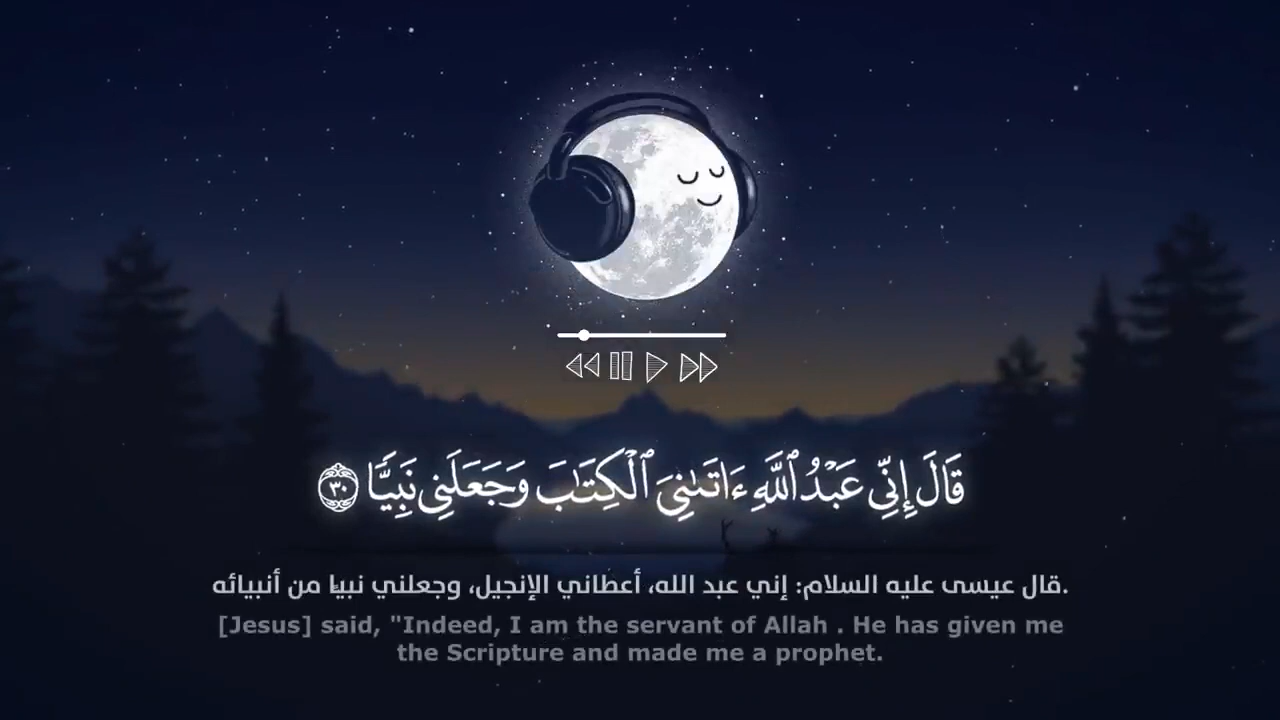 قَالَ إِنِّي عَبْدُ ٱللَّهِ ءَاتَىٰنِيَ ٱلْكِتَٰبَ وَجَعَلَنِي نَبِيًّا ٣٠
قال عيسى عليه السلام: إني عبد الله، أعطاني الإنجيل، وجعلني نبيا من أنبيائه.
[Jesus] said, "Indeed, I am the servant of Allah . He has given me
the Scripture and made me a prophet.